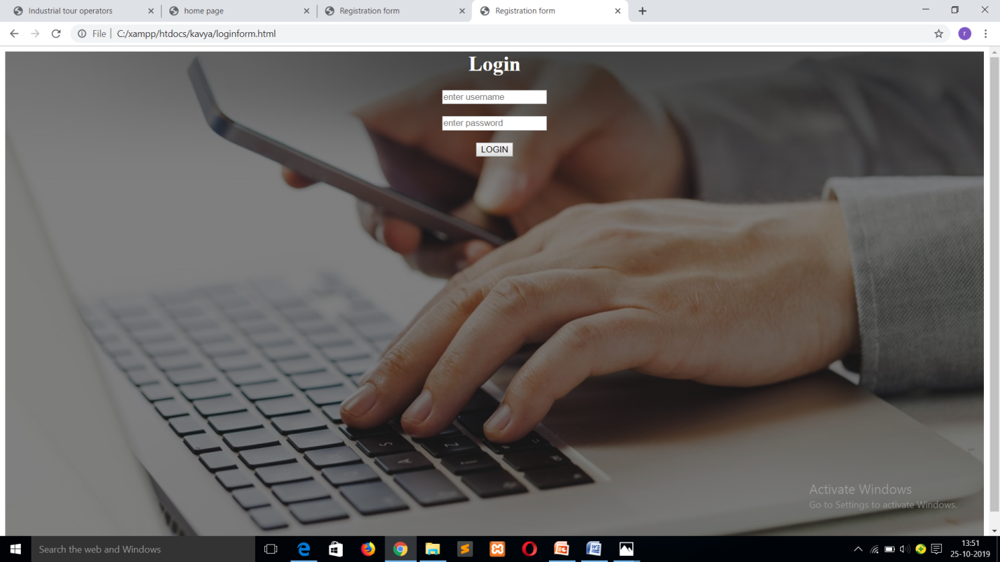 Industrial tour operators
home page
Registration form
Registration form
File
C:/xampp/htdocs/kavya/loginform.html
r
Login
enter username
enter password
LOGIN
S
A
Z
Activate Windows
Go to Settings to activate Windows.
Search the web and Windows
13:51
25-10-2019